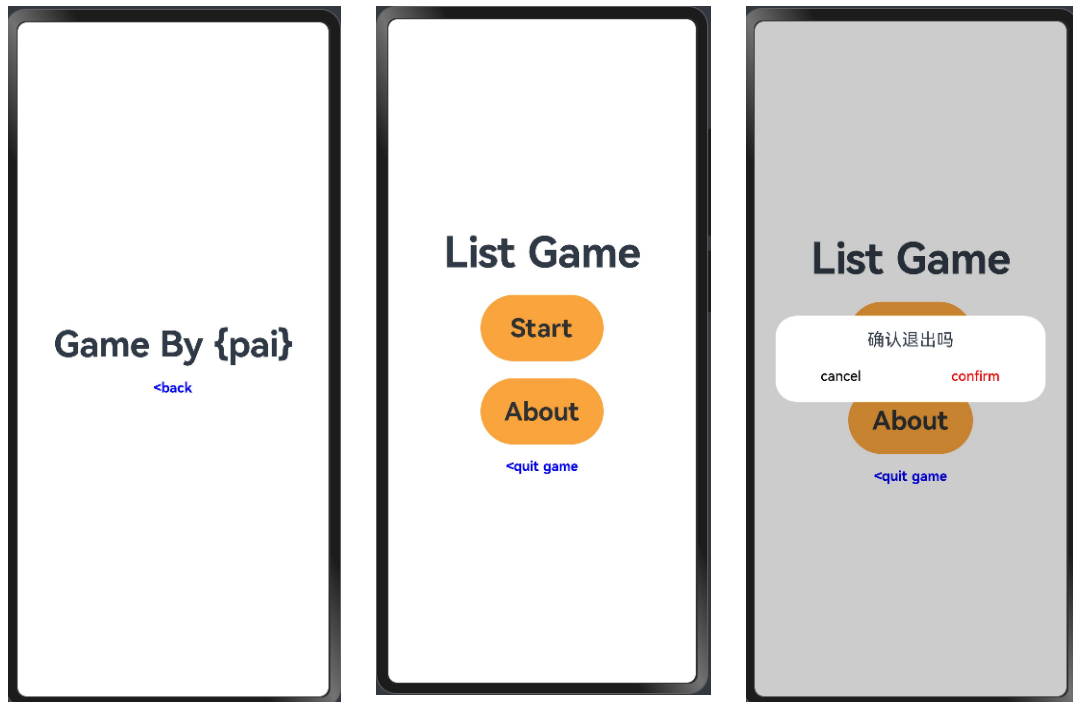 Game By {pai}
<back
List Game
Start
About
<quit game
List Game
确认退出吗
cancel confirm
About
<quit game